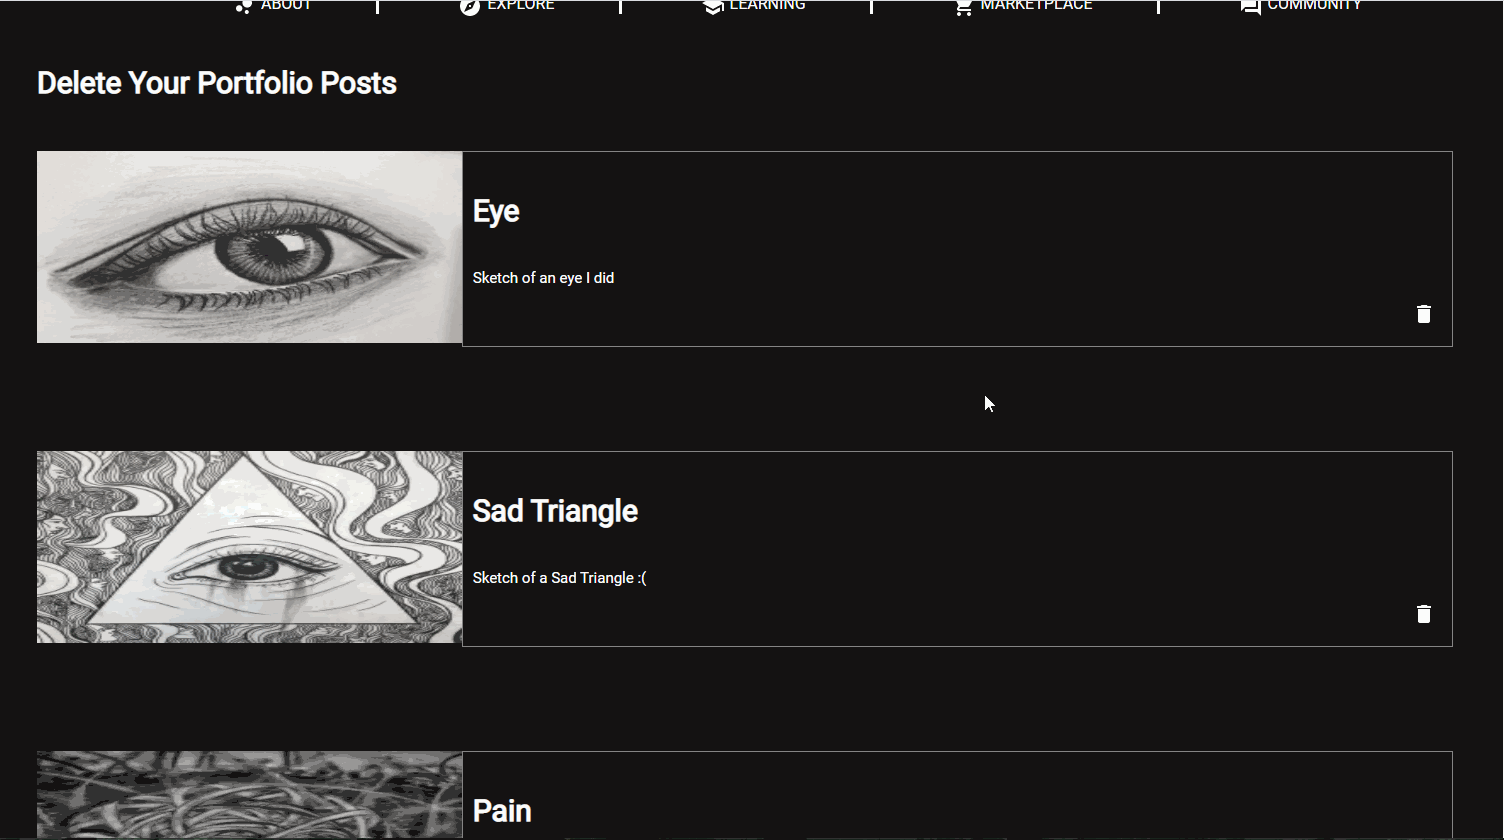 ABOUT
EXPLORE
LEARNING
MARKETPLACE
COMMUNITY
Delete Your Portfolio Posts
Eye
Sketch of an eye I did
Sad Triangle
Sketch of a Sad Triangle :(
Pain